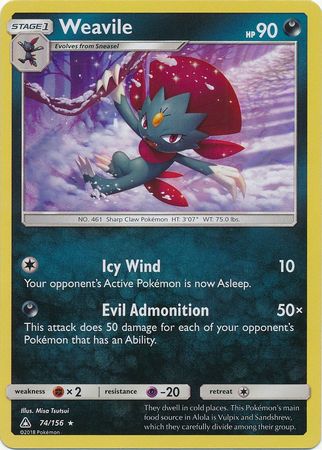 STAGE 1
Weavile
HP 90
Evolves from Sneasel
NO. 461 Sharp Claw Pokémon HT: 3'07" WT: 75.0 lbs.
Icy Wind 10
Your opponent's Active Pokémon is now Asleep.
Evil Admonition 50×
This attack does 50 damage for each of your opponent's
Pokémon that has an Ability.
weakness × 2 resistance -20 retreat
Illus. Misa Tsutsui
74/156 ★
©2018 Pokémon
They dwell in cold places. This Pokémon's main
food source in Alola is Vulpix and Sandshrew,
which they carefully divide among their group.